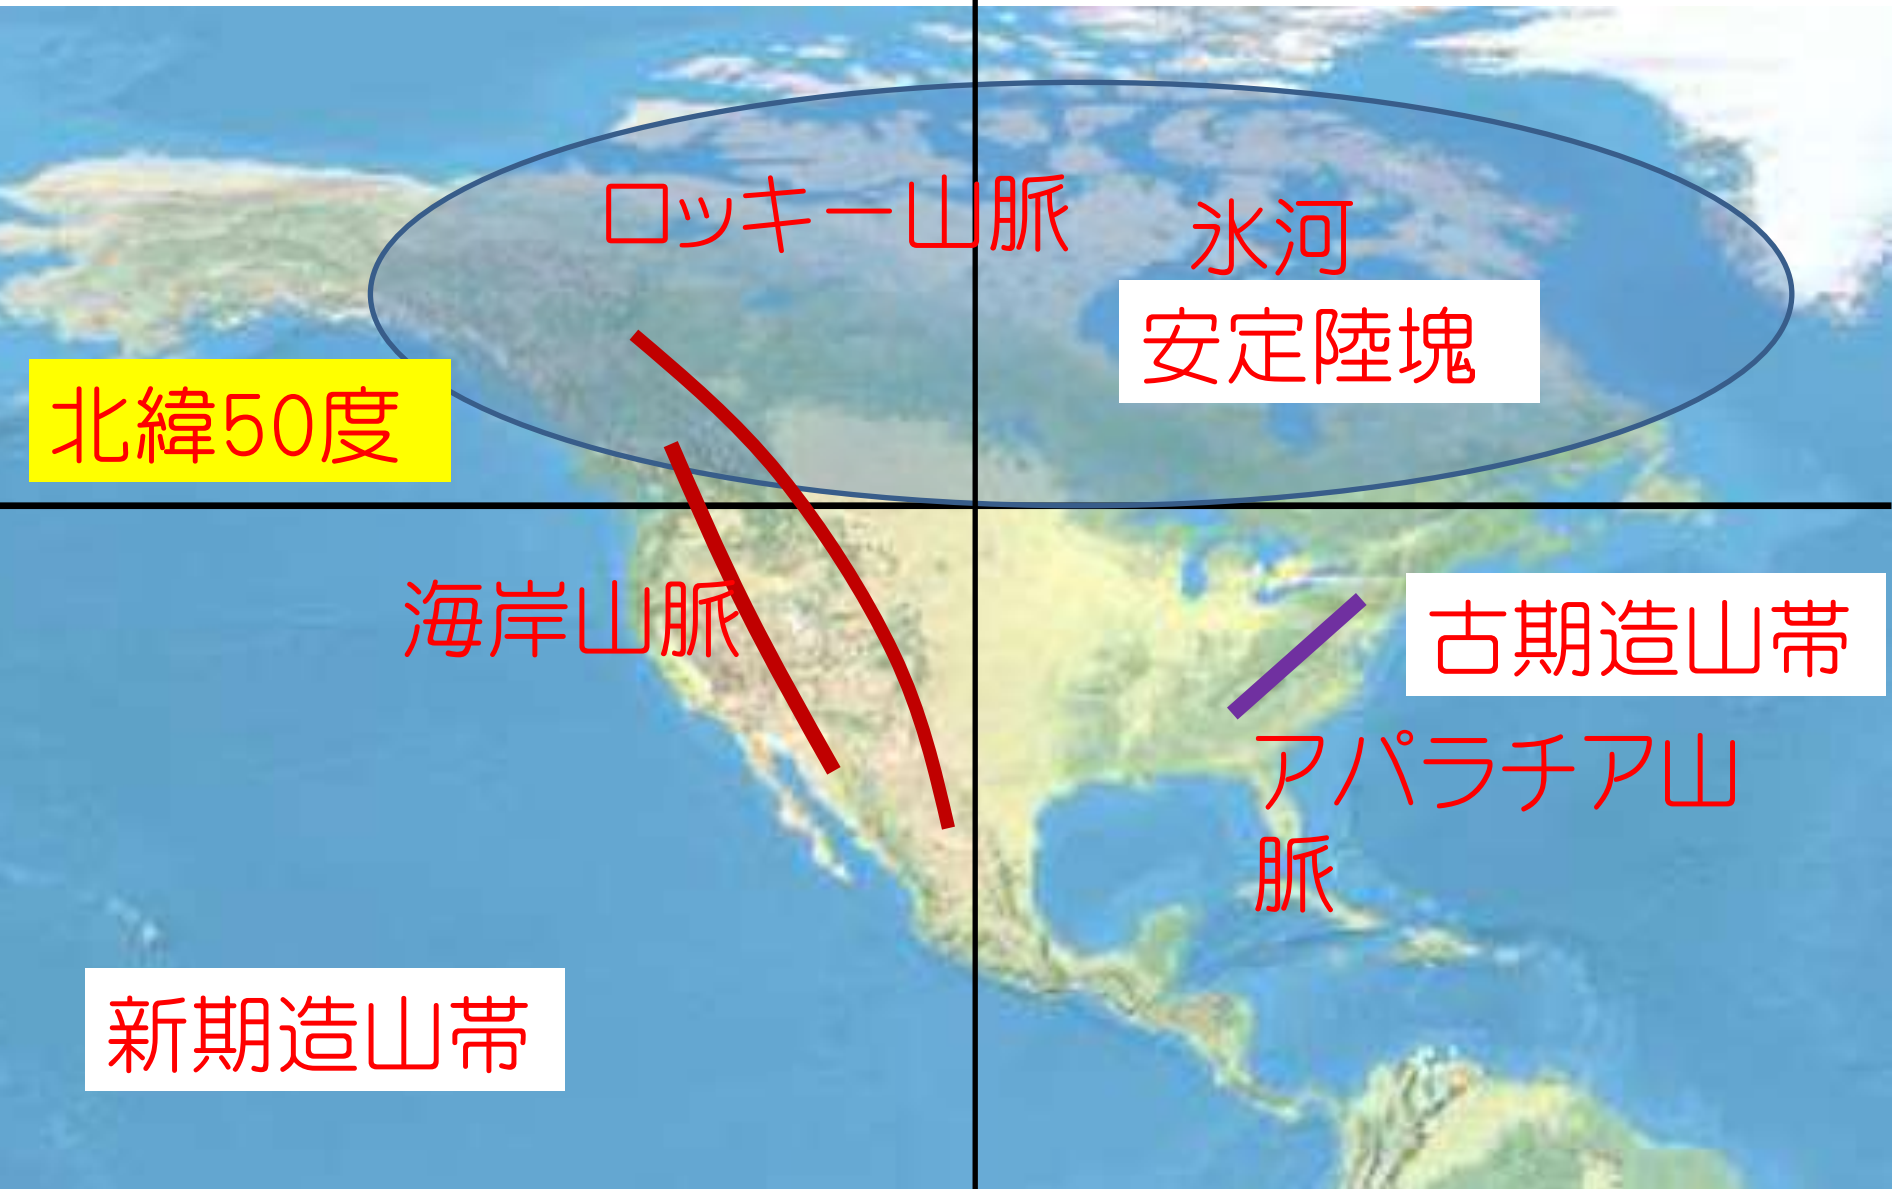 ロッキー山脈
氷河
安定陸塊
北緯50度
海岸山脈
古期造山帯
アパラチア山
脈
新期造山帯